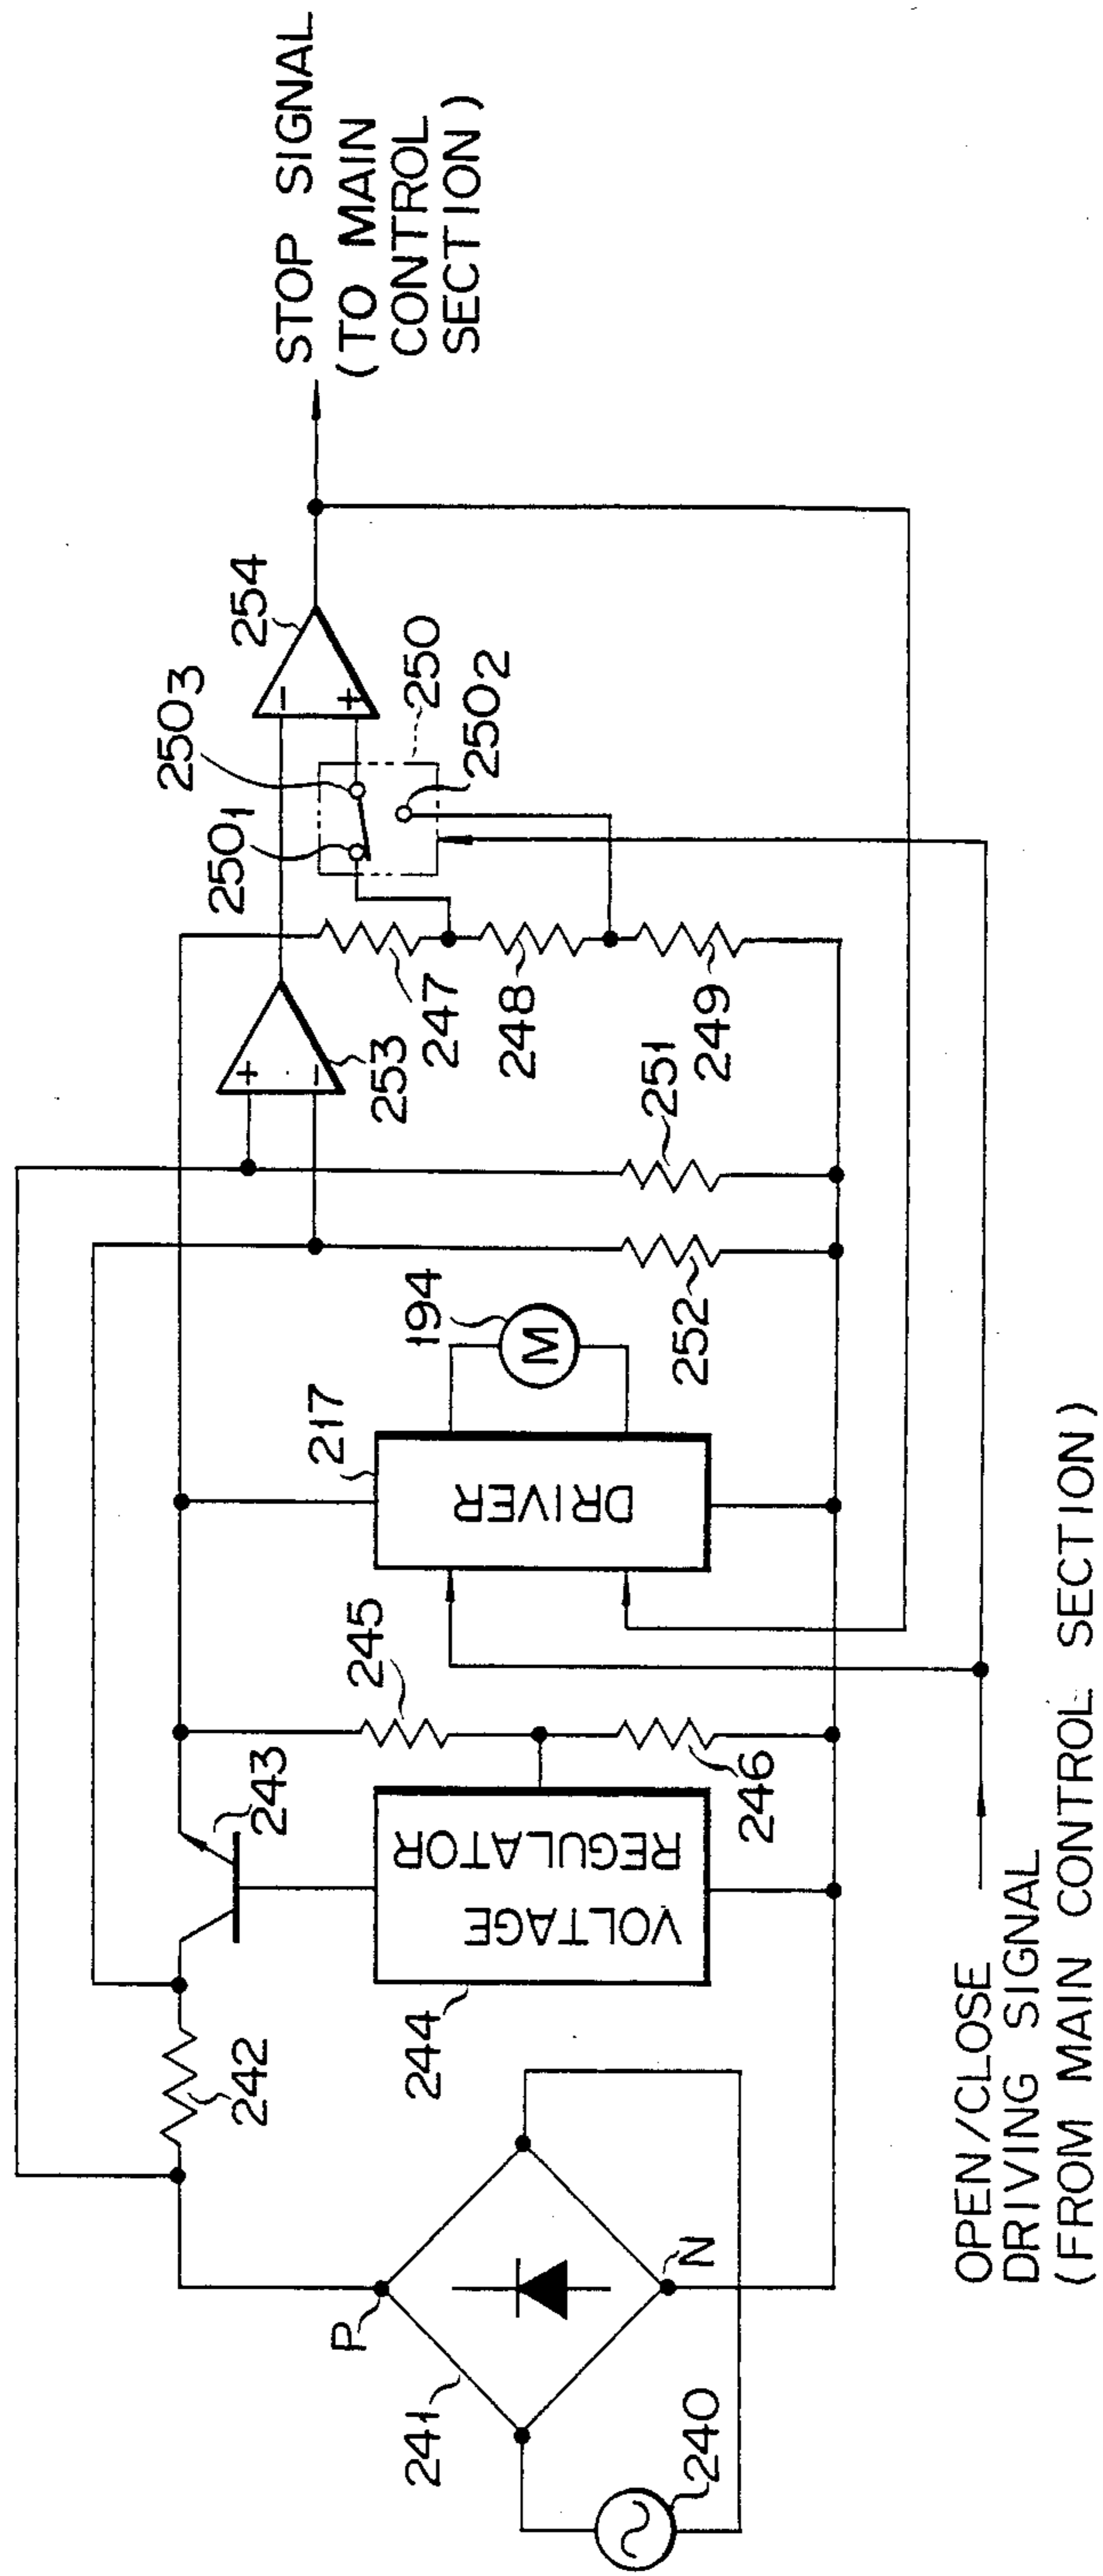 STOP SIGNAL
(TO MAIN
CONTROL
SECTION)
254
250₃
250₁
250
250₂
253
247
248
249
251
252
194
M
217
DRIVER
245
246
243
VOLTAGE
REGULATOR
244
242
P
N
241
240
+
−
−
+
OPEN/CLOSE
DRIVING SIGNAL
(FROM MAIN CONTROL SECTION)